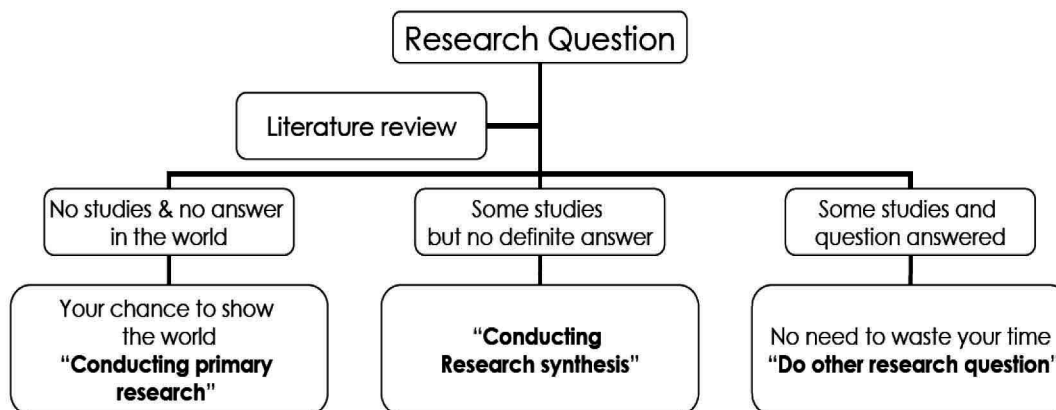 Research Question
Literature review
No studies & no answer
in the world
Some studies
but no definite answer
Some studies and
question answered
Your chance to show
the world
“Conducting primary
research”
“Conducting
Research synthesis”
No need to waste your time
“Do other research question”